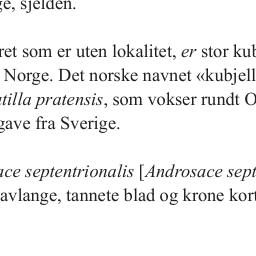 ge, sjelden.
ret som er uten lokalitet, er stor kub
Norge. Det norske navnet «kubjell
tilla pratensis, som vokser rundt O
gave fra Sverige.
ace septentrionalis [Androsace sept
avlange, tannete blad og krone kort